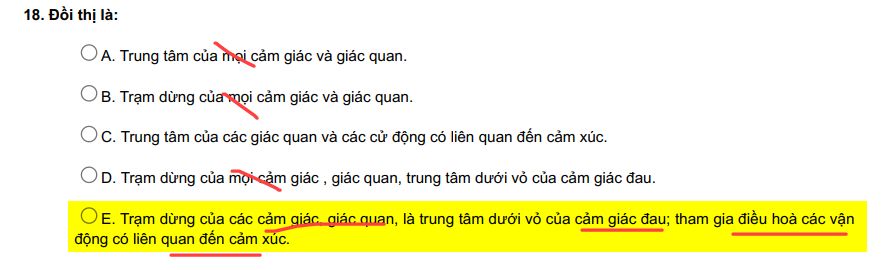 18. Đồi thị là:
A. Trung tâm của mọi cảm giác và giác quan.
B. Trạm dừng của mọi cảm giác và giác quan.
C. Trung tâm của các giác quan và các cử động có liên quan đến cảm xúc.
D. Trạm dừng của mọi cảm giác , giác quan, trung tâm dưới vỏ của cảm giác đau.
E. Trạm dừng của các cảm giác, giác quan, là trung tâm dưới vỏ của cảm giác đau; tham gia điều hoà các vận
động có liên quan đến cảm xúc.